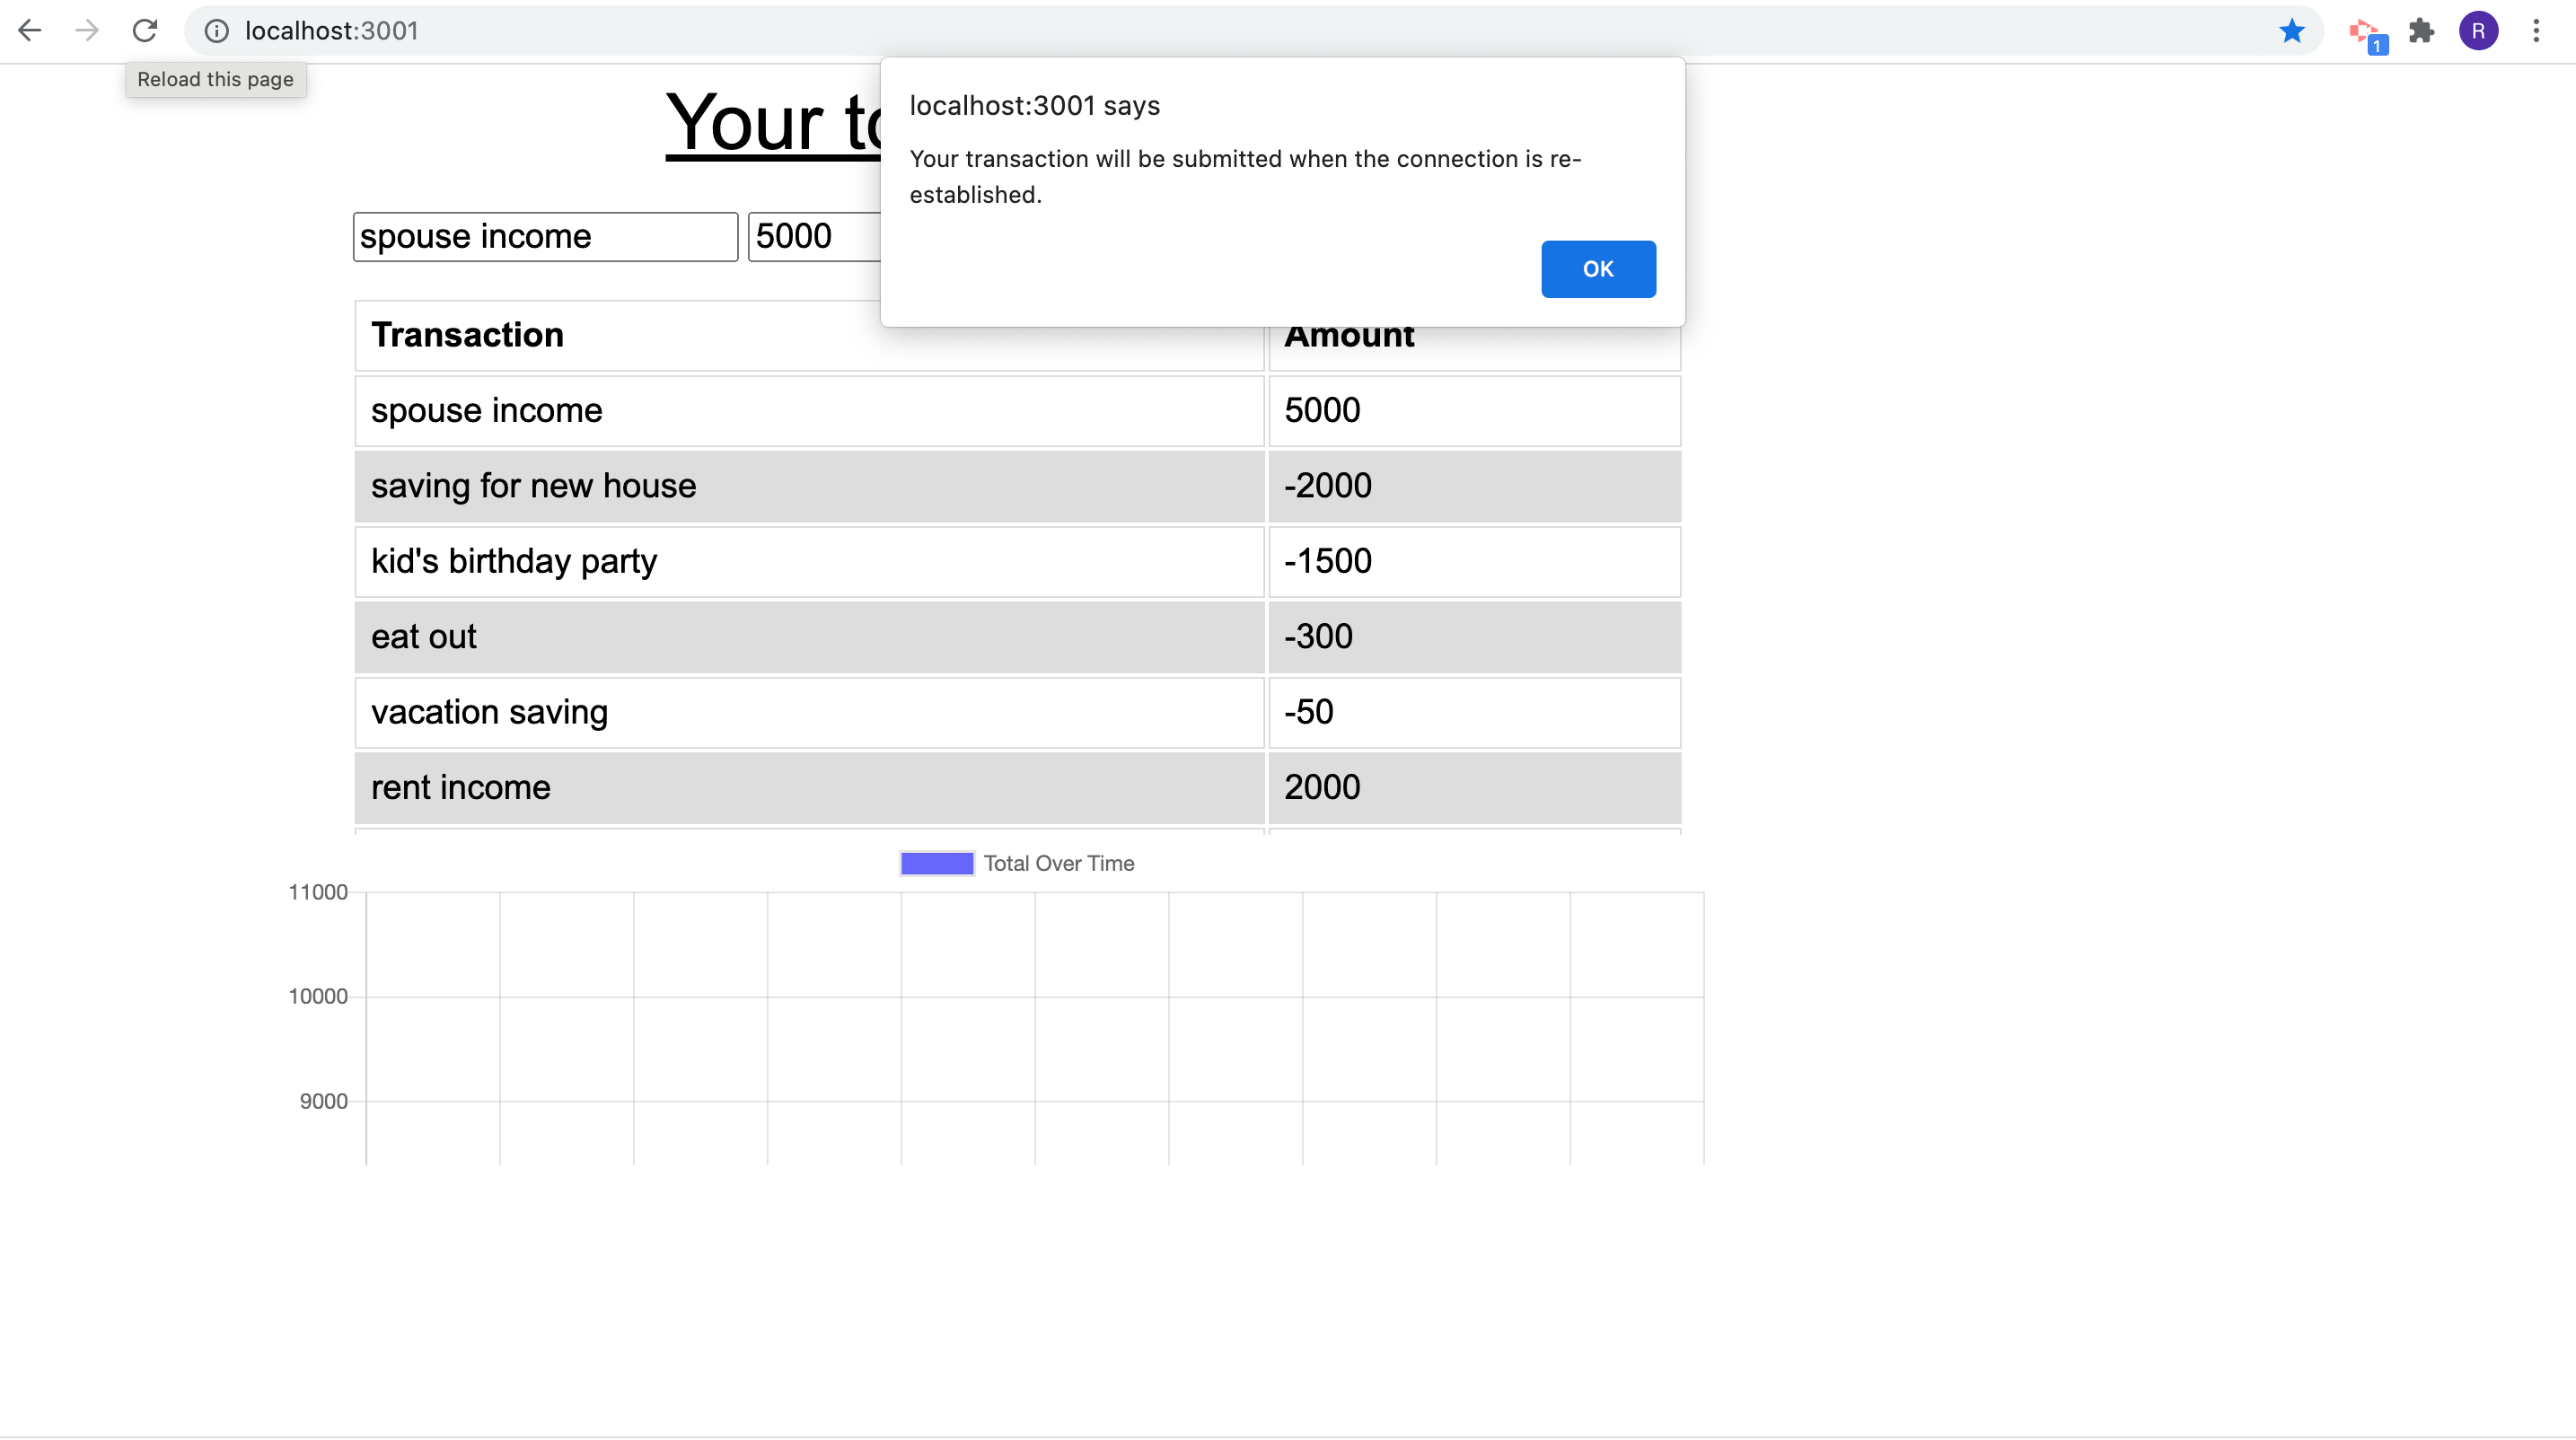 localhost:3001
1
R
Reload this page
Your
localhost:3001 says
Your transaction will be submitted when the connection is re-
established.
OK
spouse income 5000
Transaction Amount
spouse income 5000
saving for new house -2000
kid's birthday party -1500
eat out -300
vacation saving -50
rent income 2000
Total Over Time
11000
10000
9000